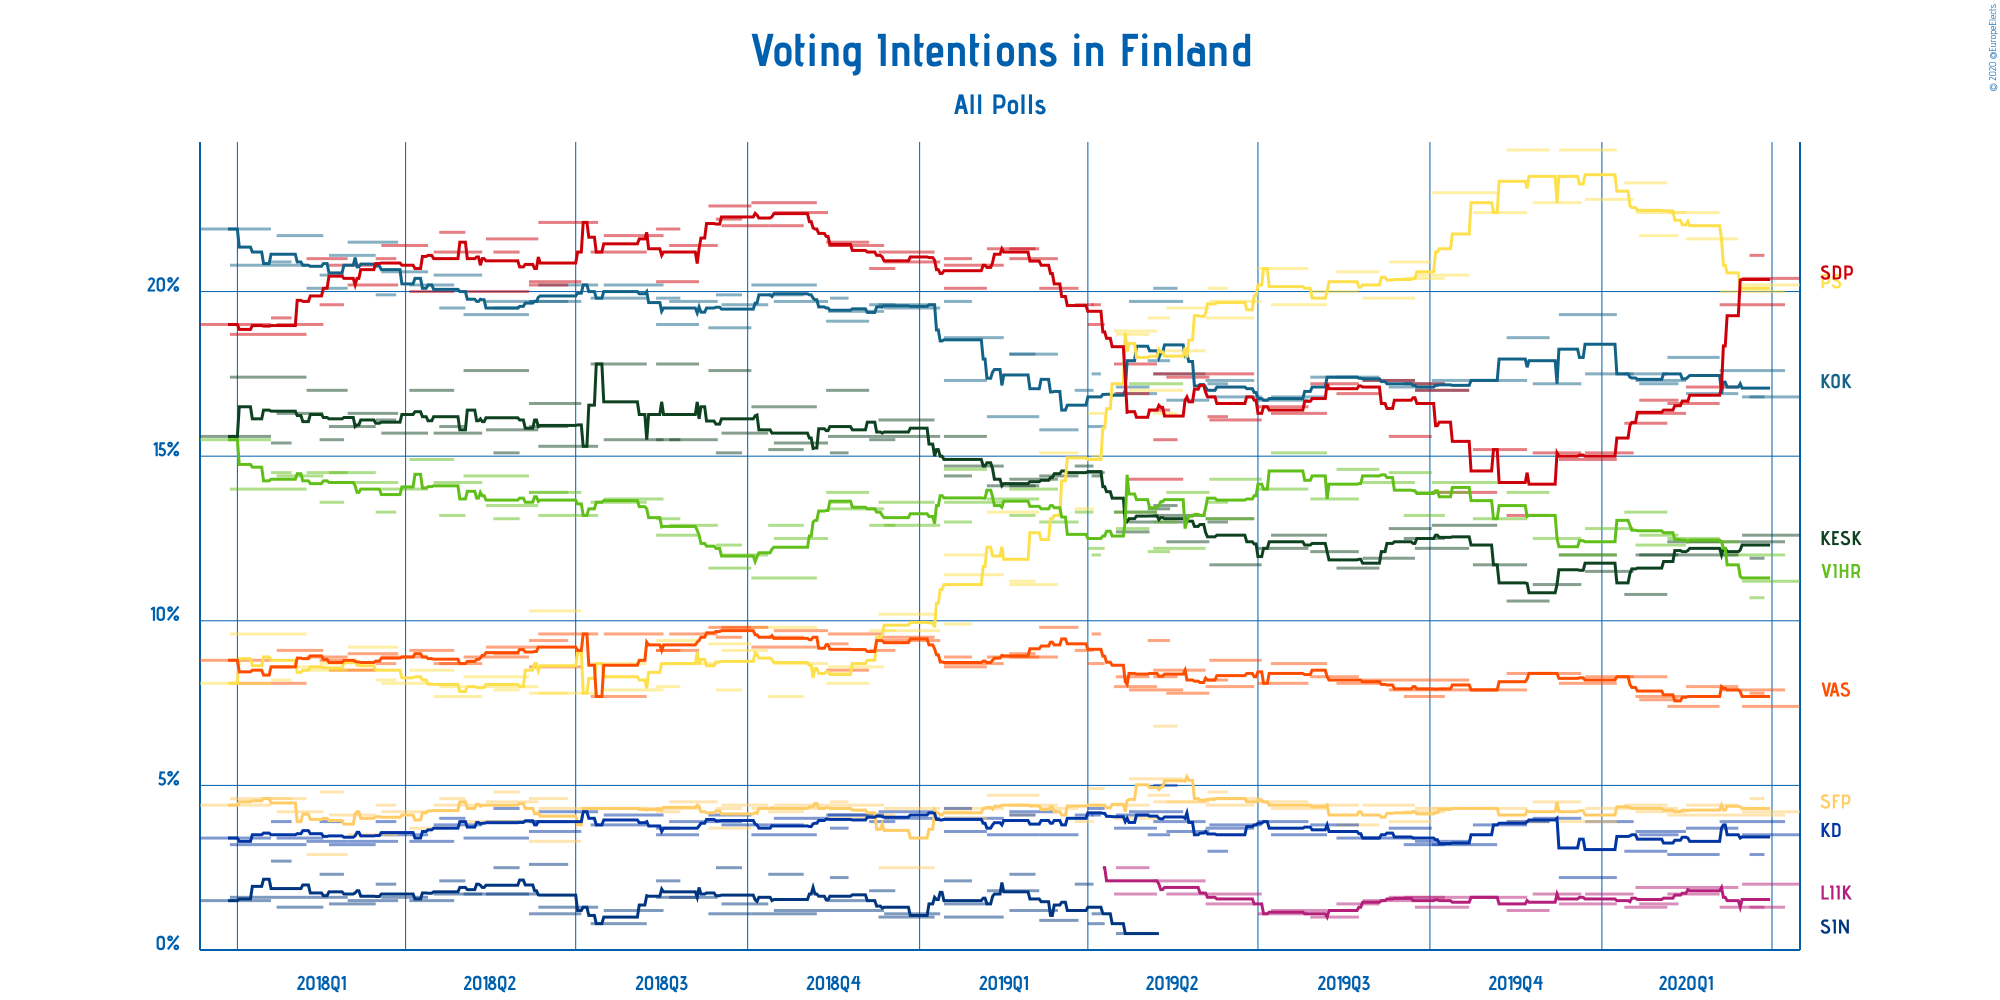 Voting Intentions in Finland
All Polls
© 2020 @EuropeElects
20%
15%
10%
5%
0%
SDP
PS
KOK
KESK
VIHR
VAS
SFP
KD
LIIK
SIN
2018Q1
2018Q2
2018Q3
2018Q4
2019Q1
2019Q2
2019Q3
2019Q4
2020Q1